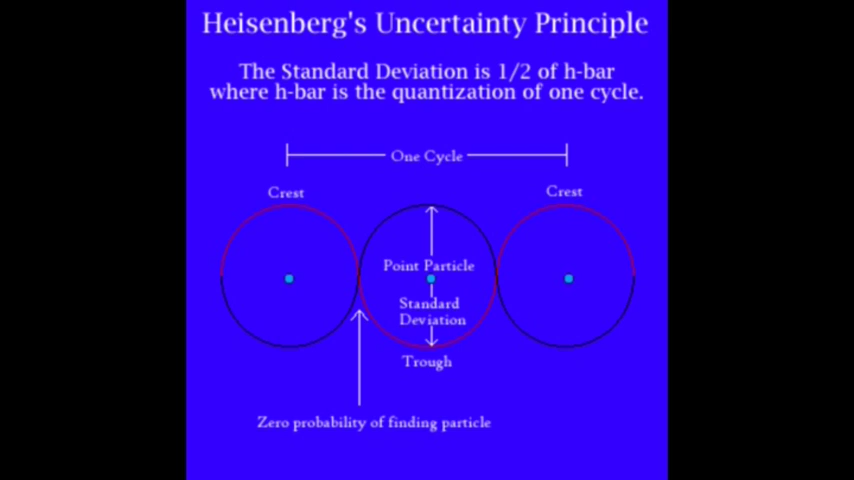 Heisenberg's Uncertainty Principle
The Standard Deviation is 1/2 of h-bar
where h-bar is the quantization of one cycle.
One Cycle
Crest
Crest
Point Particle
Standard
Deviation
Trough
Zero probability of finding particle